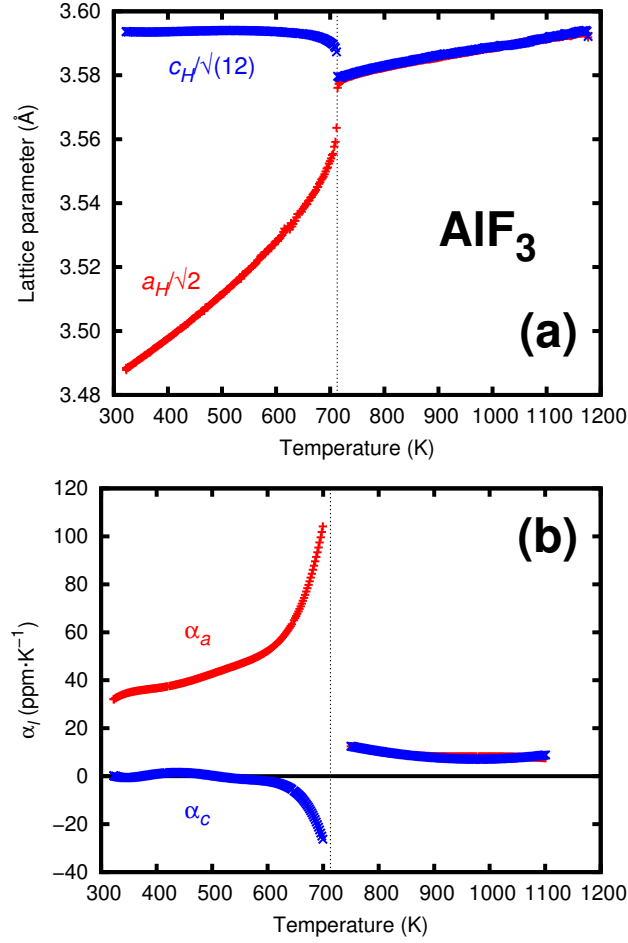 3.60
3.58
3.56
3.54
3.52
3.50
3.48
Lattice parameter (Å)
c_H/√(12)
a_H/√2
AlF₃
(a)
300 400 500 600 700 800 900 1000 1100 1200
Temperature (K)
120
100
80
60
40
20
0
−20
−40
α_l (ppm·K⁻¹)
(b)
α_a
α_c
300 400 500 600 700 800 900 1000 1100 1200
Temperature (K)